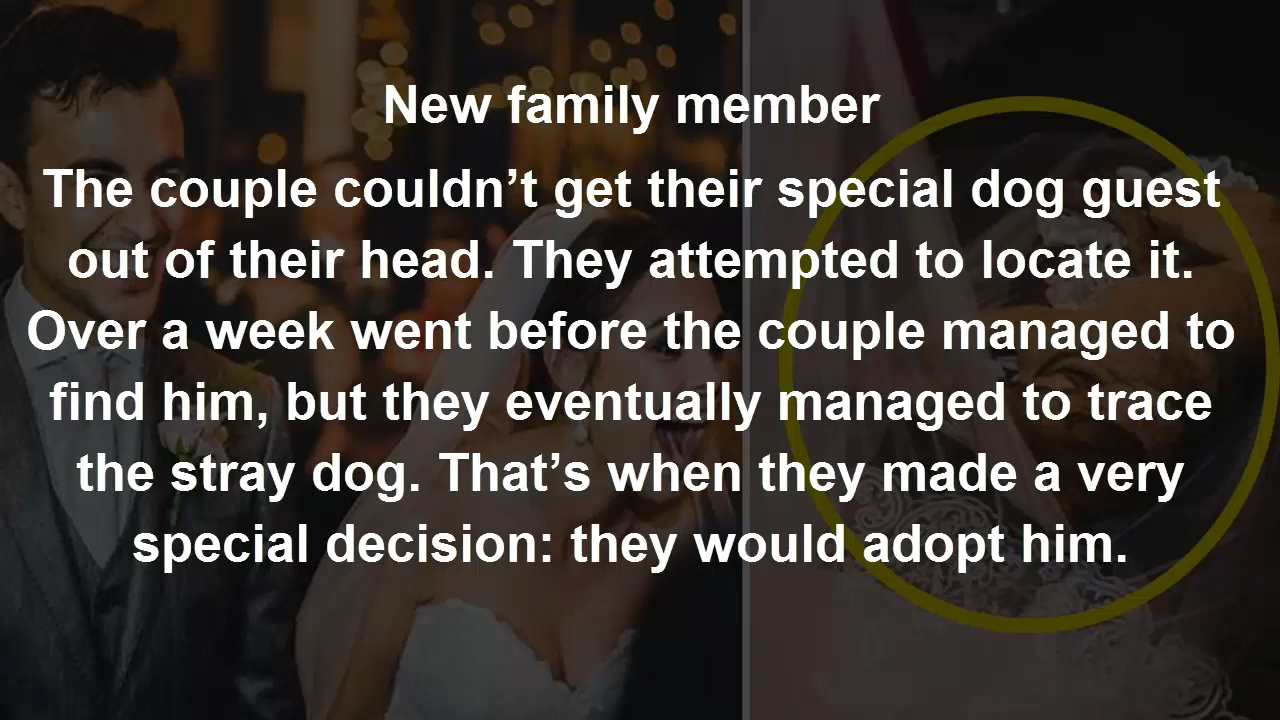 New family member
The couple couldn’t get their special dog guest
out of their head. They attempted to locate it.
Over a week went before the couple managed to
find him, but they eventually managed to trace
the stray dog. That’s when they made a very
special decision: they would adopt him.